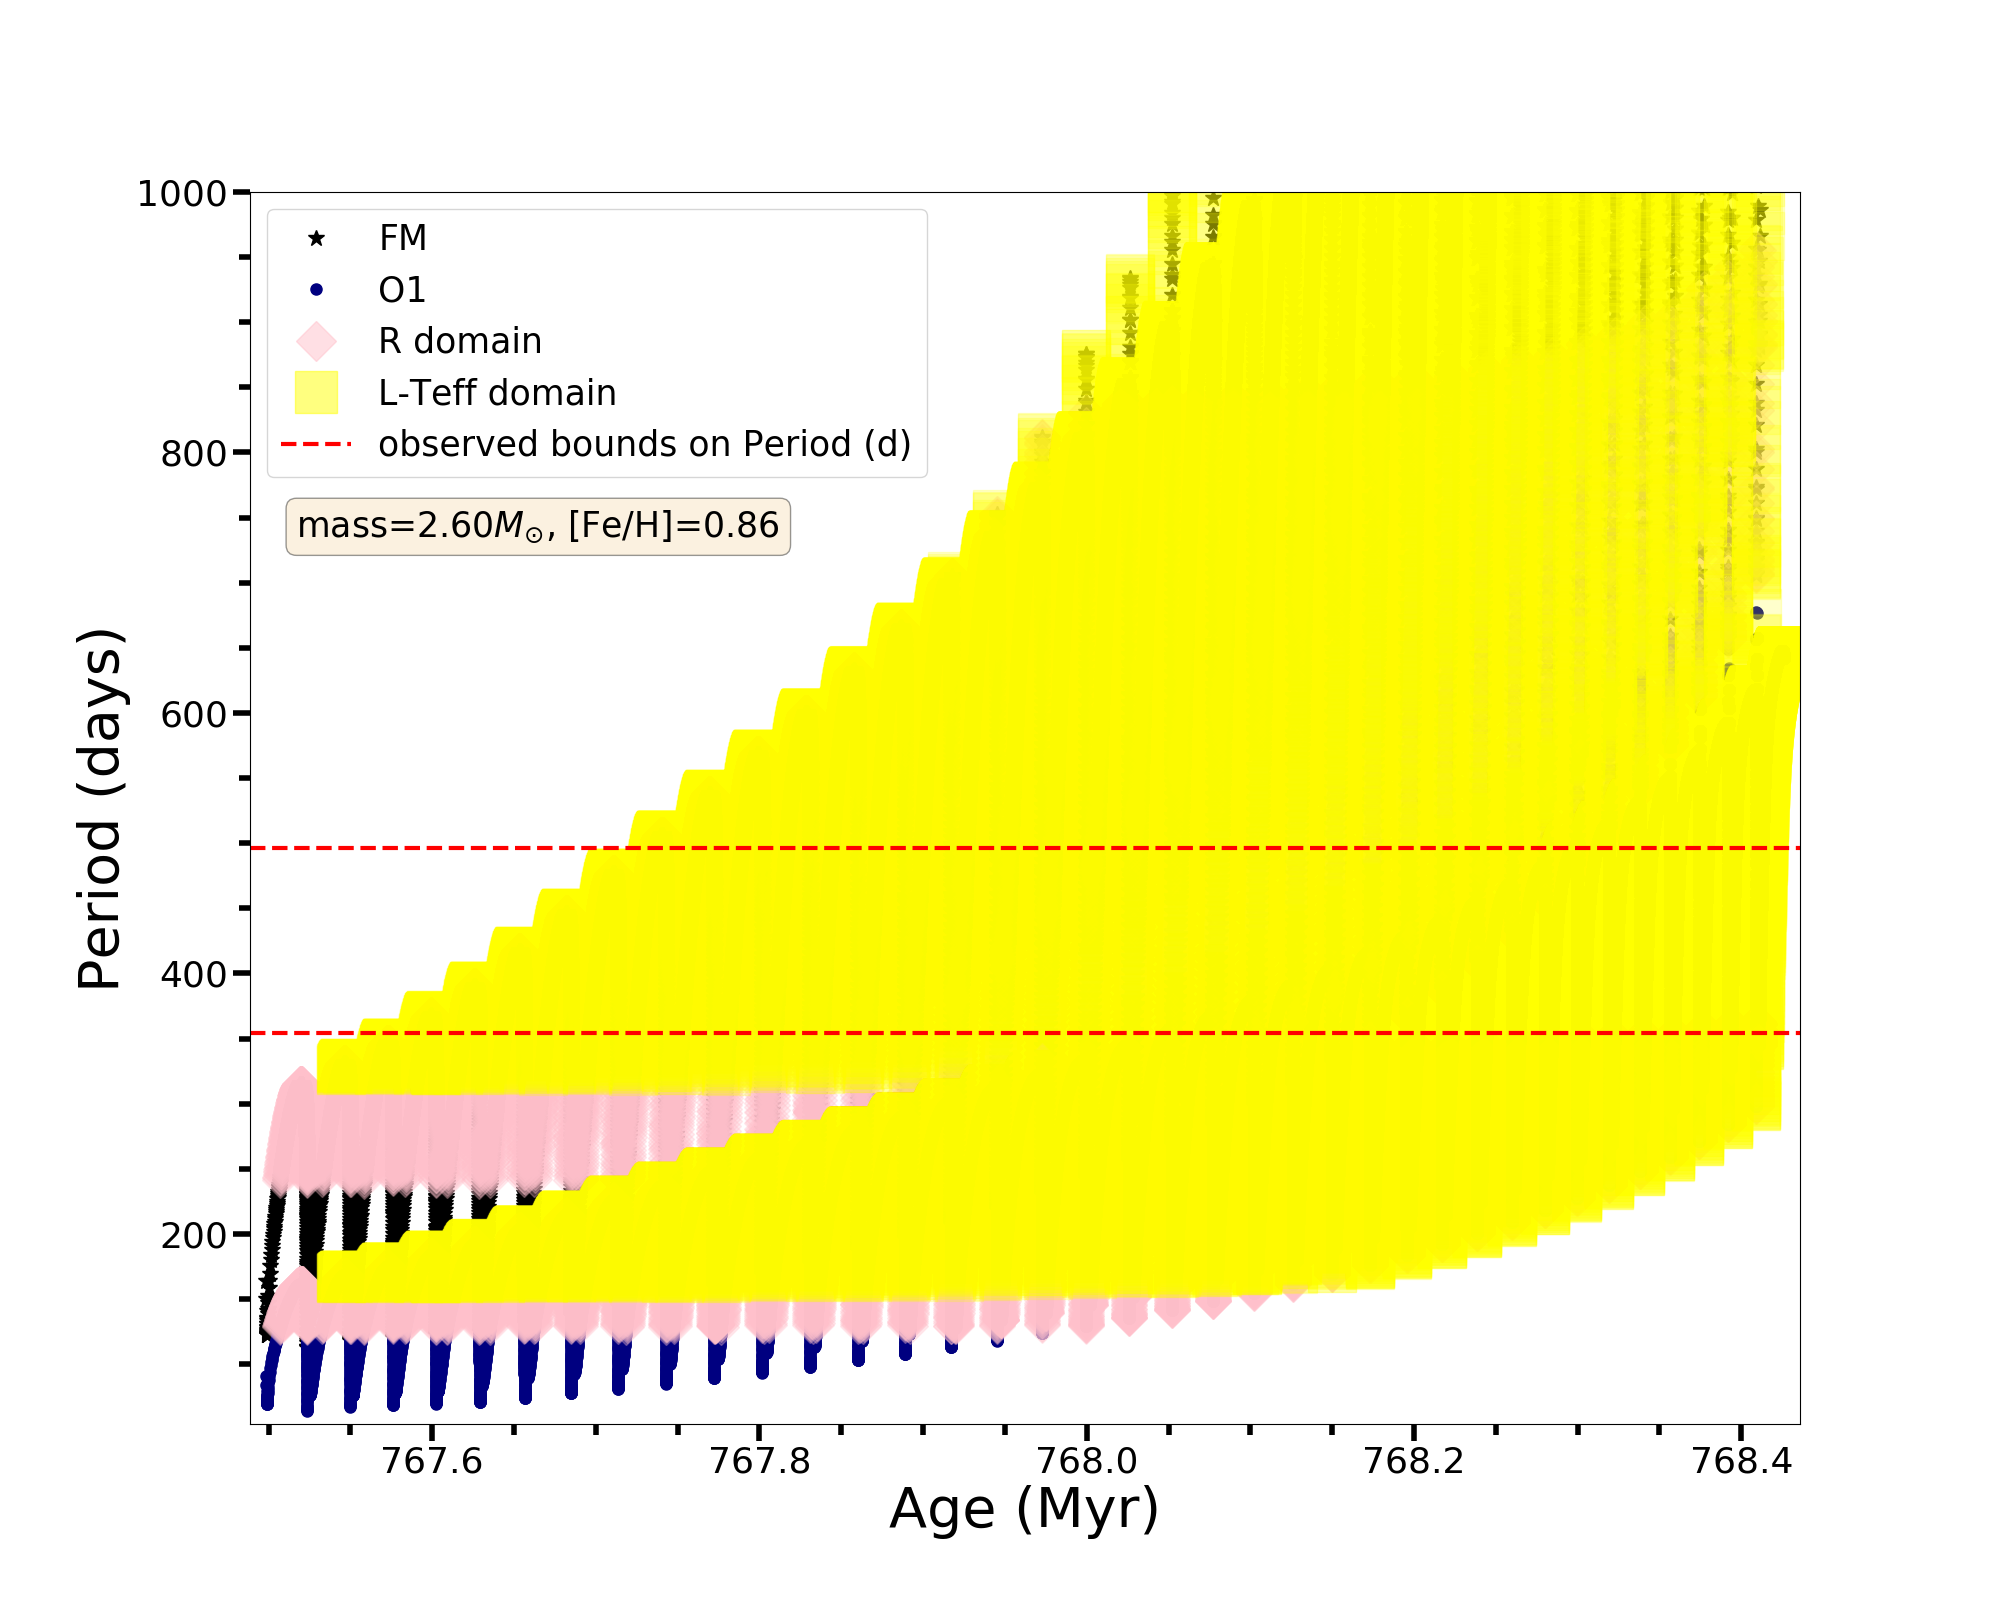 1000
800
600
400
200
Period (days)
FM
O1
R domain
L-Teff domain
observed bounds on Period (d)
mass=2.60M⊙, [Fe/H]=0.86
767.6 767.8 768.0 768.2 768.4
Age (Myr)